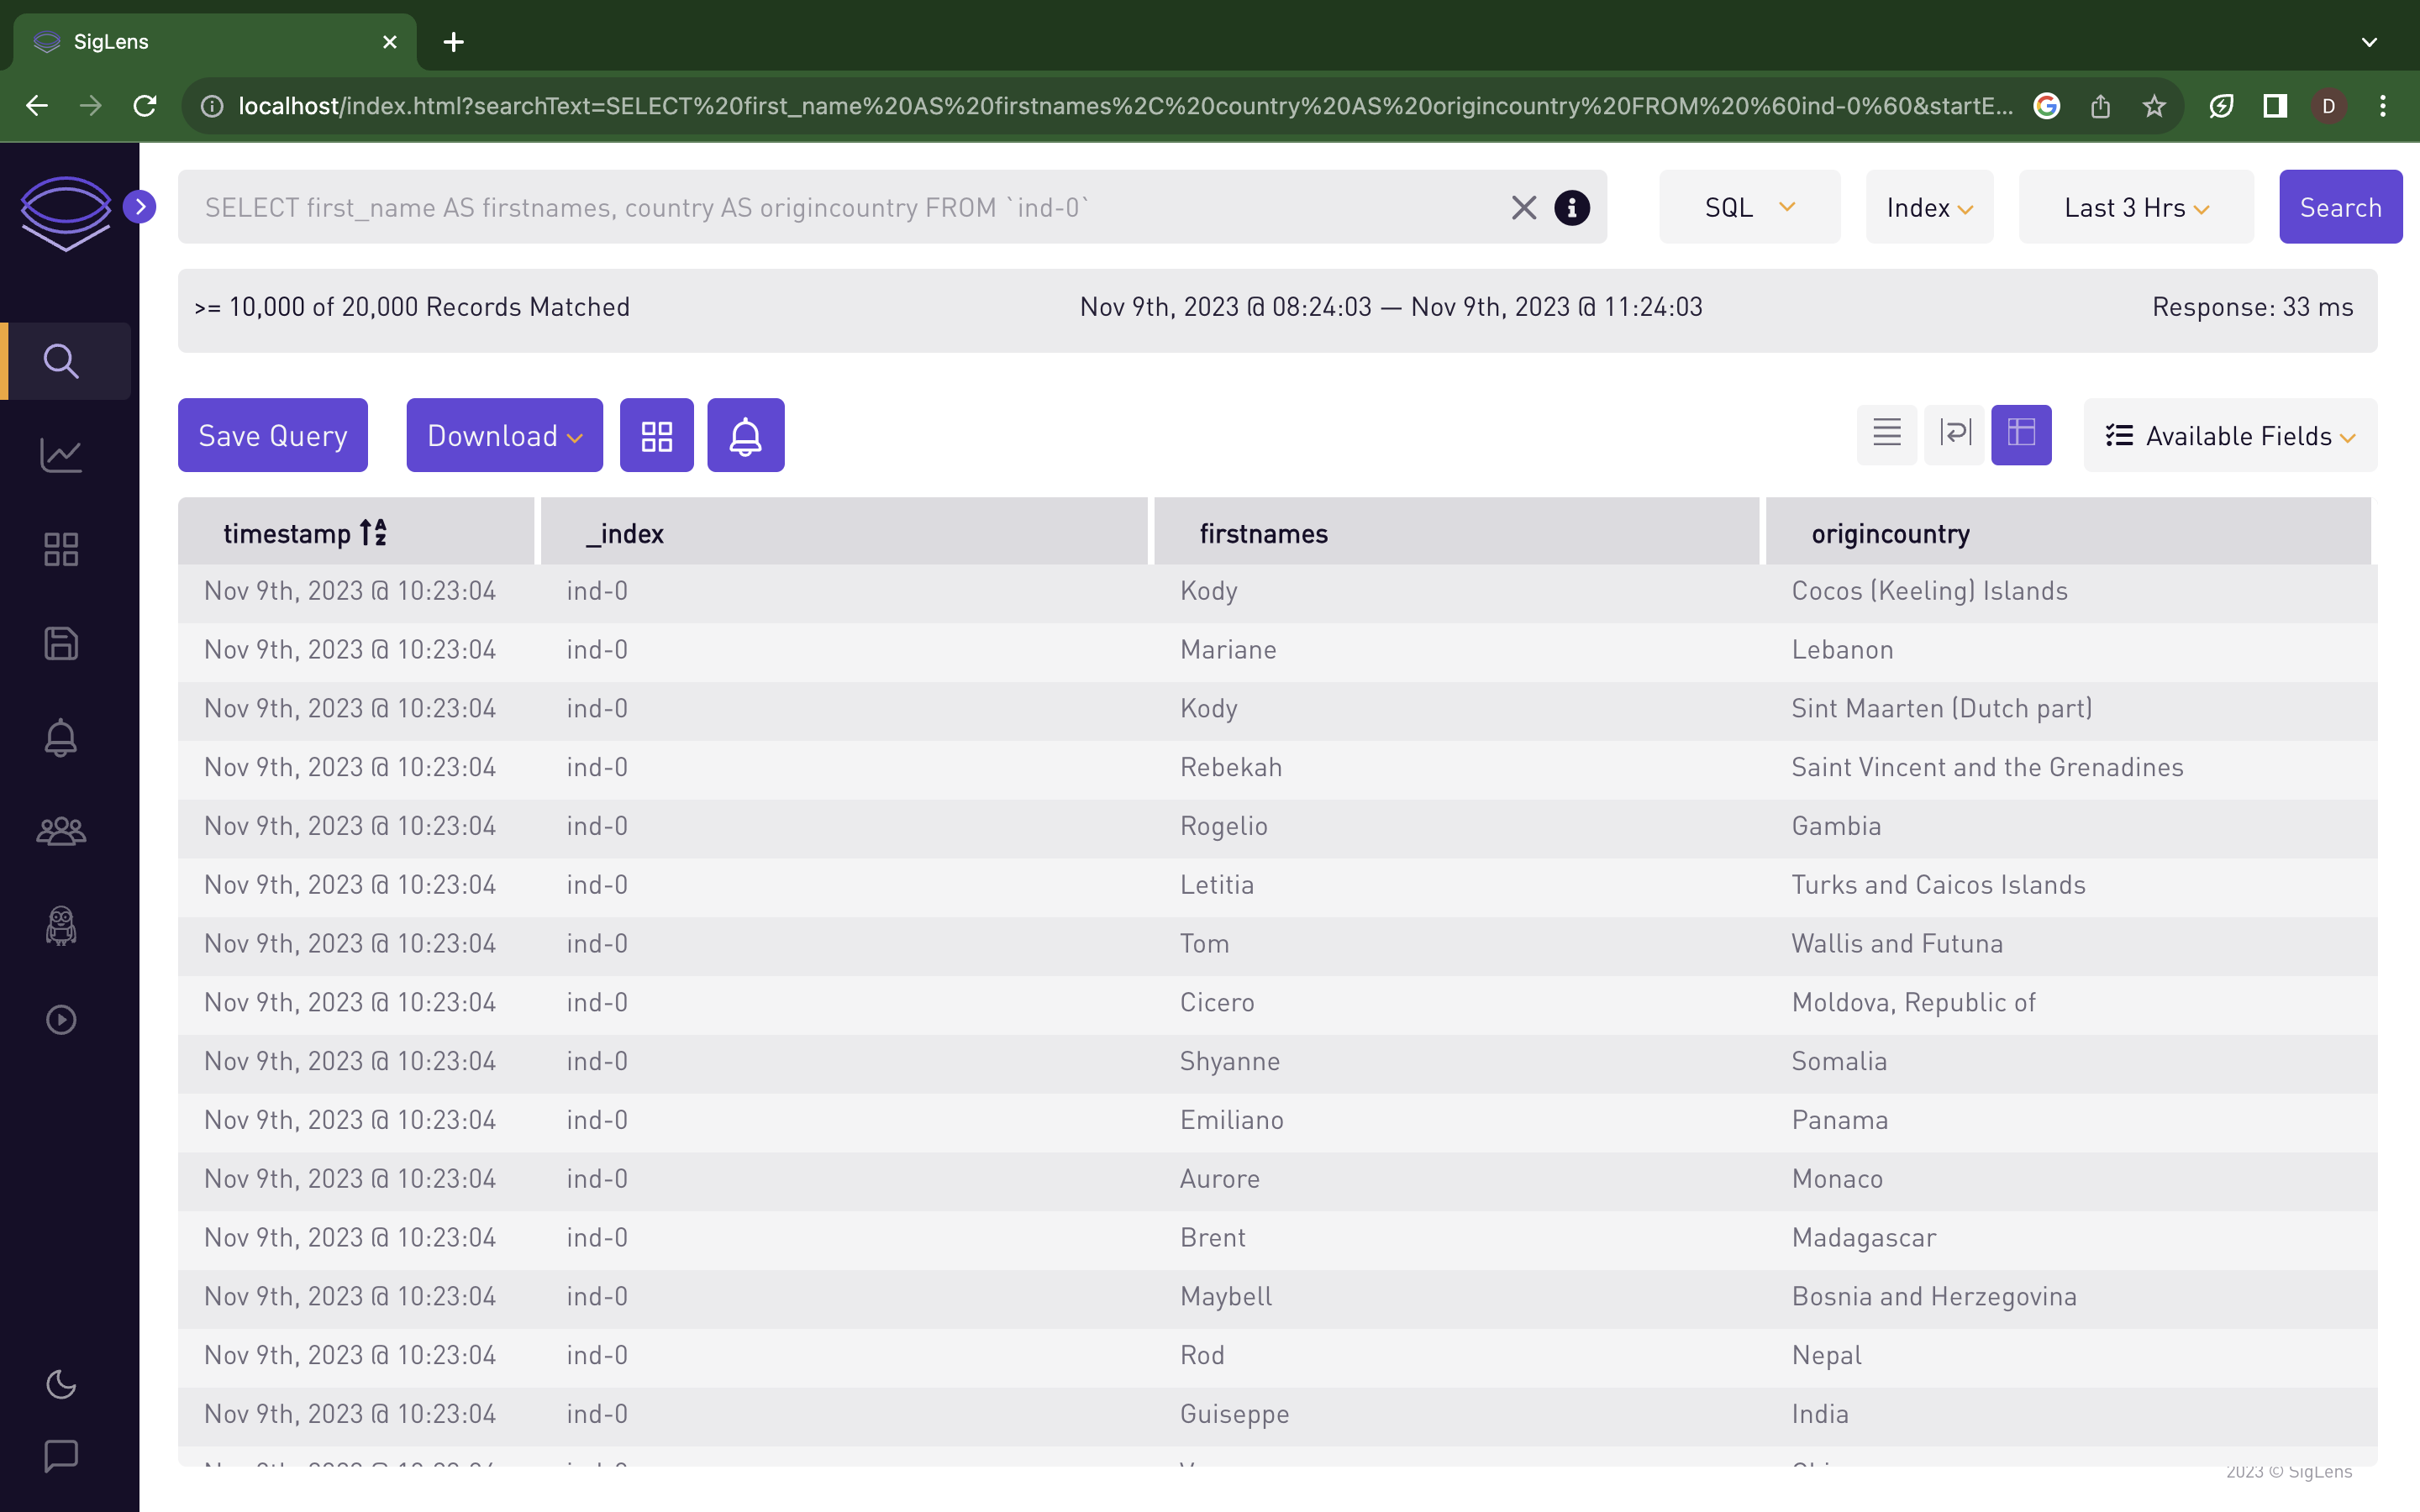 SigLens
localhost/index.html?searchText=SELECT%20first_name%20AS%20firstnames%2C%20country%20AS%20origincountry%20FROM%20%60ind-0%60&startE...
D
SELECT first_name AS firstnames, country AS origincountry FROM `ind-0`
SQL
Index
Last 3 Hrs
Search
>= 10,000 of 20,000 Records Matched
Nov 9th, 2023 @ 08:24:03 — Nov 9th, 2023 @ 11:24:03
Response: 33 ms
Save Query
Download
Available Fields
timestamp _index firstnames origincountry
Nov 9th, 2023 @ 10:23:04 ind-0 Kody Cocos (Keeling) Islands
Nov 9th, 2023 @ 10:23:04 ind-0 Mariane Lebanon
Nov 9th, 2023 @ 10:23:04 ind-0 Kody Sint Maarten (Dutch part)
Nov 9th, 2023 @ 10:23:04 ind-0 Rebekah Saint Vincent and the Grenadines
Nov 9th, 2023 @ 10:23:04 ind-0 Rogelio Gambia
Nov 9th, 2023 @ 10:23:04 ind-0 Letitia Turks and Caicos Islands
Nov 9th, 2023 @ 10:23:04 ind-0 Tom Wallis and Futuna
Nov 9th, 2023 @ 10:23:04 ind-0 Cicero Moldova, Republic of
Nov 9th, 2023 @ 10:23:04 ind-0 Shyanne Somalia
Nov 9th, 2023 @ 10:23:04 ind-0 Emiliano Panama
Nov 9th, 2023 @ 10:23:04 ind-0 Aurore Monaco
Nov 9th, 2023 @ 10:23:04 ind-0 Brent Madagascar
Nov 9th, 2023 @ 10:23:04 ind-0 Maybell Bosnia and Herzegovina
Nov 9th, 2023 @ 10:23:04 ind-0 Rod Nepal
Nov 9th, 2023 @ 10:23:04 ind-0 Guiseppe India
2023 © SigLens